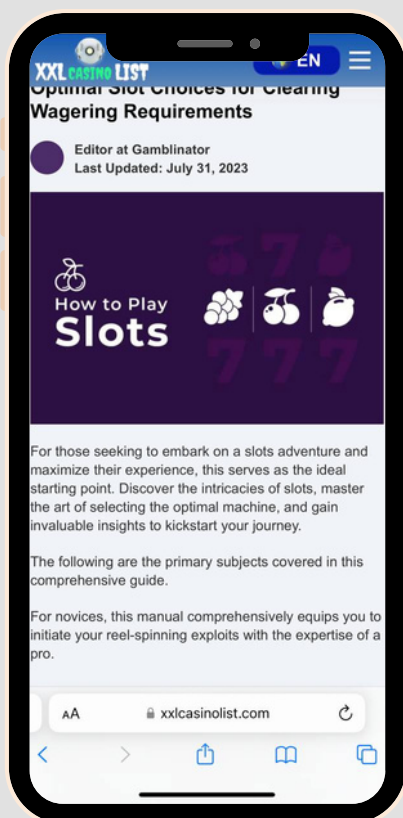 XXL CASINO LIST
EN
Optimal Slot Choices for Clearing
Wagering Requirements
Editor at Gamblinator
Last Updated: July 31, 2023
How to Play
Slots
7
7 7 7
For those seeking to embark on a slots adventure and
maximize their experience, this serves as the ideal
starting point. Discover the intricacies of slots, master
the art of selecting the optimal machine, and gain
invaluable insights to kickstart your journey.
The following are the primary subjects covered in this
comprehensive guide.
For novices, this manual comprehensively equips you to
initiate your reel-spinning exploits with the expertise of a
pro.
AA
xxlcasinolist.com